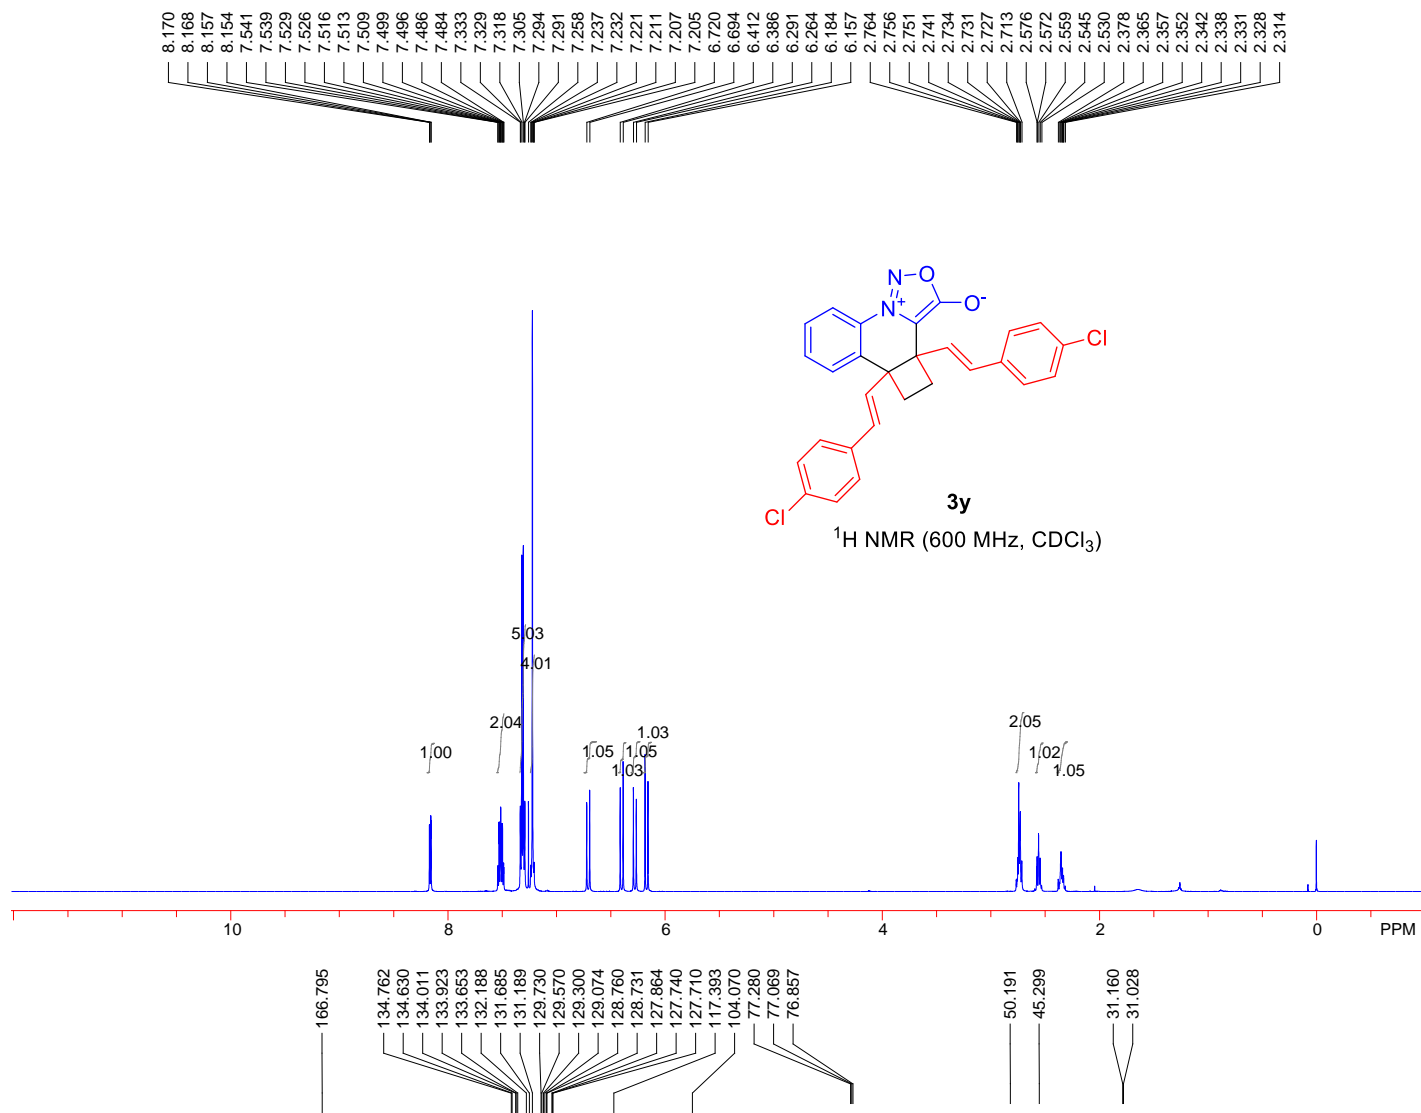 8.170 8.168 8.157 8.154 7.541 7.539 7.529 7.526 7.516 7.513 7.509 7.499 7.496 7.486 7.484 7.333 7.329 7.318 7.305 7.294 7.291 7.258 7.237 7.232 7.221 7.211 7.207 7.205 6.720 6.694 6.412 6.386 6.291 6.264 6.184 6.157 2.764 2.756 2.751 2.741 2.734 2.731 2.727 2.713 2.576 2.572 2.559 2.545 2.530 2.378 2.365 2.357 2.352 2.342 2.338 2.331 2.328 2.314
N O
N+ O-
Cl
Cl
3y
¹H NMR (600 MHz, CDCl₃)
5.03
4.01
2.04 2.05
1.03
1.00 1.05 1.05 1.02
1.03 1.05
10 8 6 4 2 0 PPM
166.795 134.762 134.630 134.011 133.923 133.653 132.188 131.685 131.189 129.730 129.570 129.300 129.074 128.760 128.731 127.864 127.740 127.710 117.393 104.070 77.280 77.069 76.857 50.191 45.299 31.160 31.028